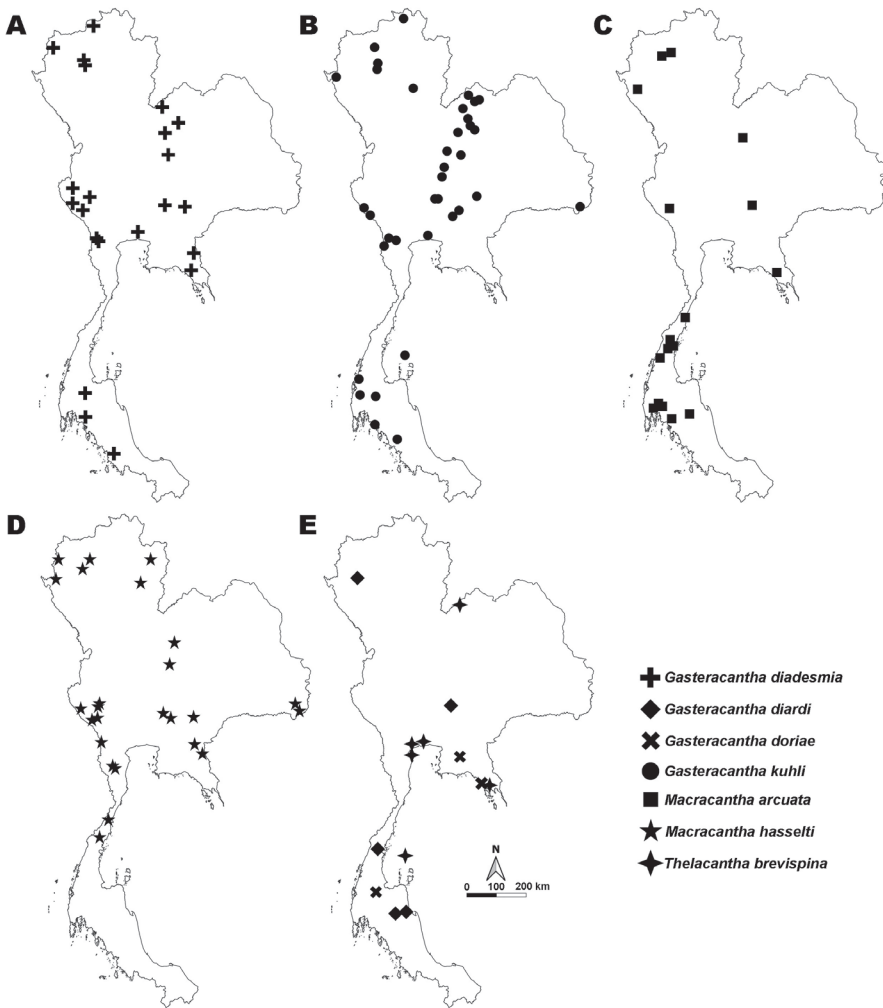 A
B
C
D
E
Gasteracantha diadesmia
Gasteracantha diardi
Gasteracantha doriae
Gasteracantha kuhli
Macracantha arcuata
Macracantha hasselti
Thelacantha brevispina
N
0 100 200 km